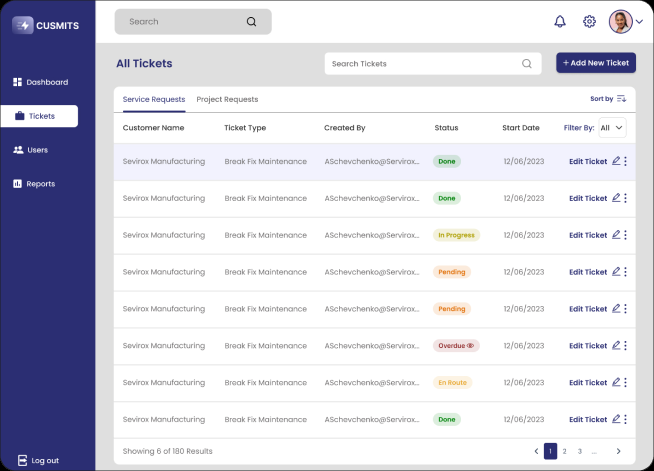 CUSMITS
Search
Dashboard
Tickets
Users
Reports
Log out
All Tickets
Search Tickets
+ Add New Ticket
Service Requests Project Requests Sort by
Customer Name Ticket Type Created By Status Start Date Filter By: All
Sevirox Manufacturing Break Fix Maintenance ASchevchenko@Servirox... Done 12/06/2023 Edit Ticket
Sevirox Manufacturing Break Fix Maintenance ASchevchenko@Servirox... Done 12/06/2023 Edit Ticket
Sevirox Manufacturing Break Fix Maintenance ASchevchenko@Servirox... In Progress 12/06/2023 Edit Ticket
Sevirox Manufacturing Break Fix Maintenance ASchevchenko@Servirox... Pending 12/06/2023 Edit Ticket
Sevirox Manufacturing Break Fix Maintenance ASchevchenko@Servirox... Pending 12/06/2023 Edit Ticket
Sevirox Manufacturing Break Fix Maintenance ASchevchenko@Servirox... Overdue 12/06/2023 Edit Ticket
Sevirox Manufacturing Break Fix Maintenance ASchevchenko@Servirox... En Route 12/06/2023 Edit Ticket
Sevirox Manufacturing Break Fix Maintenance ASchevchenko@Servirox... Done 12/06/2023 Edit Ticket
Showing 6 of 180 Results < 1 2 3 ... >